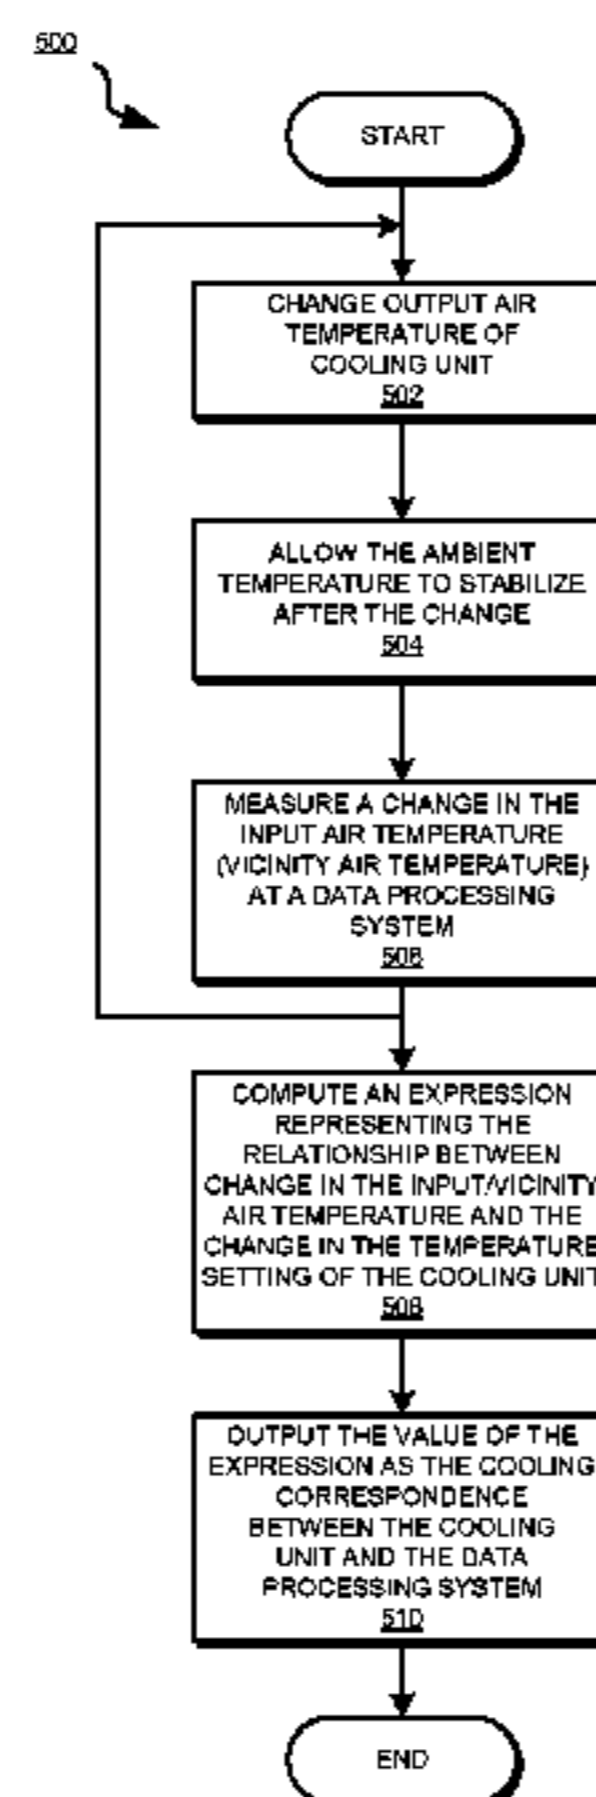 500
START
CHANGE OUTPUT AIR
TEMPERATURE OF
COOLING UNIT
502
ALLOW THE AMBIENT
TEMPERATURE TO STABILIZE
AFTER THE CHANGE
504
MEASURE A CHANGE IN THE
INPUT AIR TEMPERATURE
(VICINITY AIR TEMPERATURE)
AT A DATA PROCESSING
SYSTEM
506
COMPUTE AN EXPRESSION
REPRESENTING THE
RELATIONSHIP BETWEEN
CHANGE IN THE INPUT/VICINITY
AIR TEMPERATURE AND THE
CHANGE IN THE TEMPERATURE
SETTING OF THE COOLING UNIT
508
OUTPUT THE VALUE OF THE
EXPRESSION AS THE COOLING
CORRESPONDENCE
BETWEEN THE COOLING
UNIT AND THE DATA
PROCESSING SYSTEM
510
END